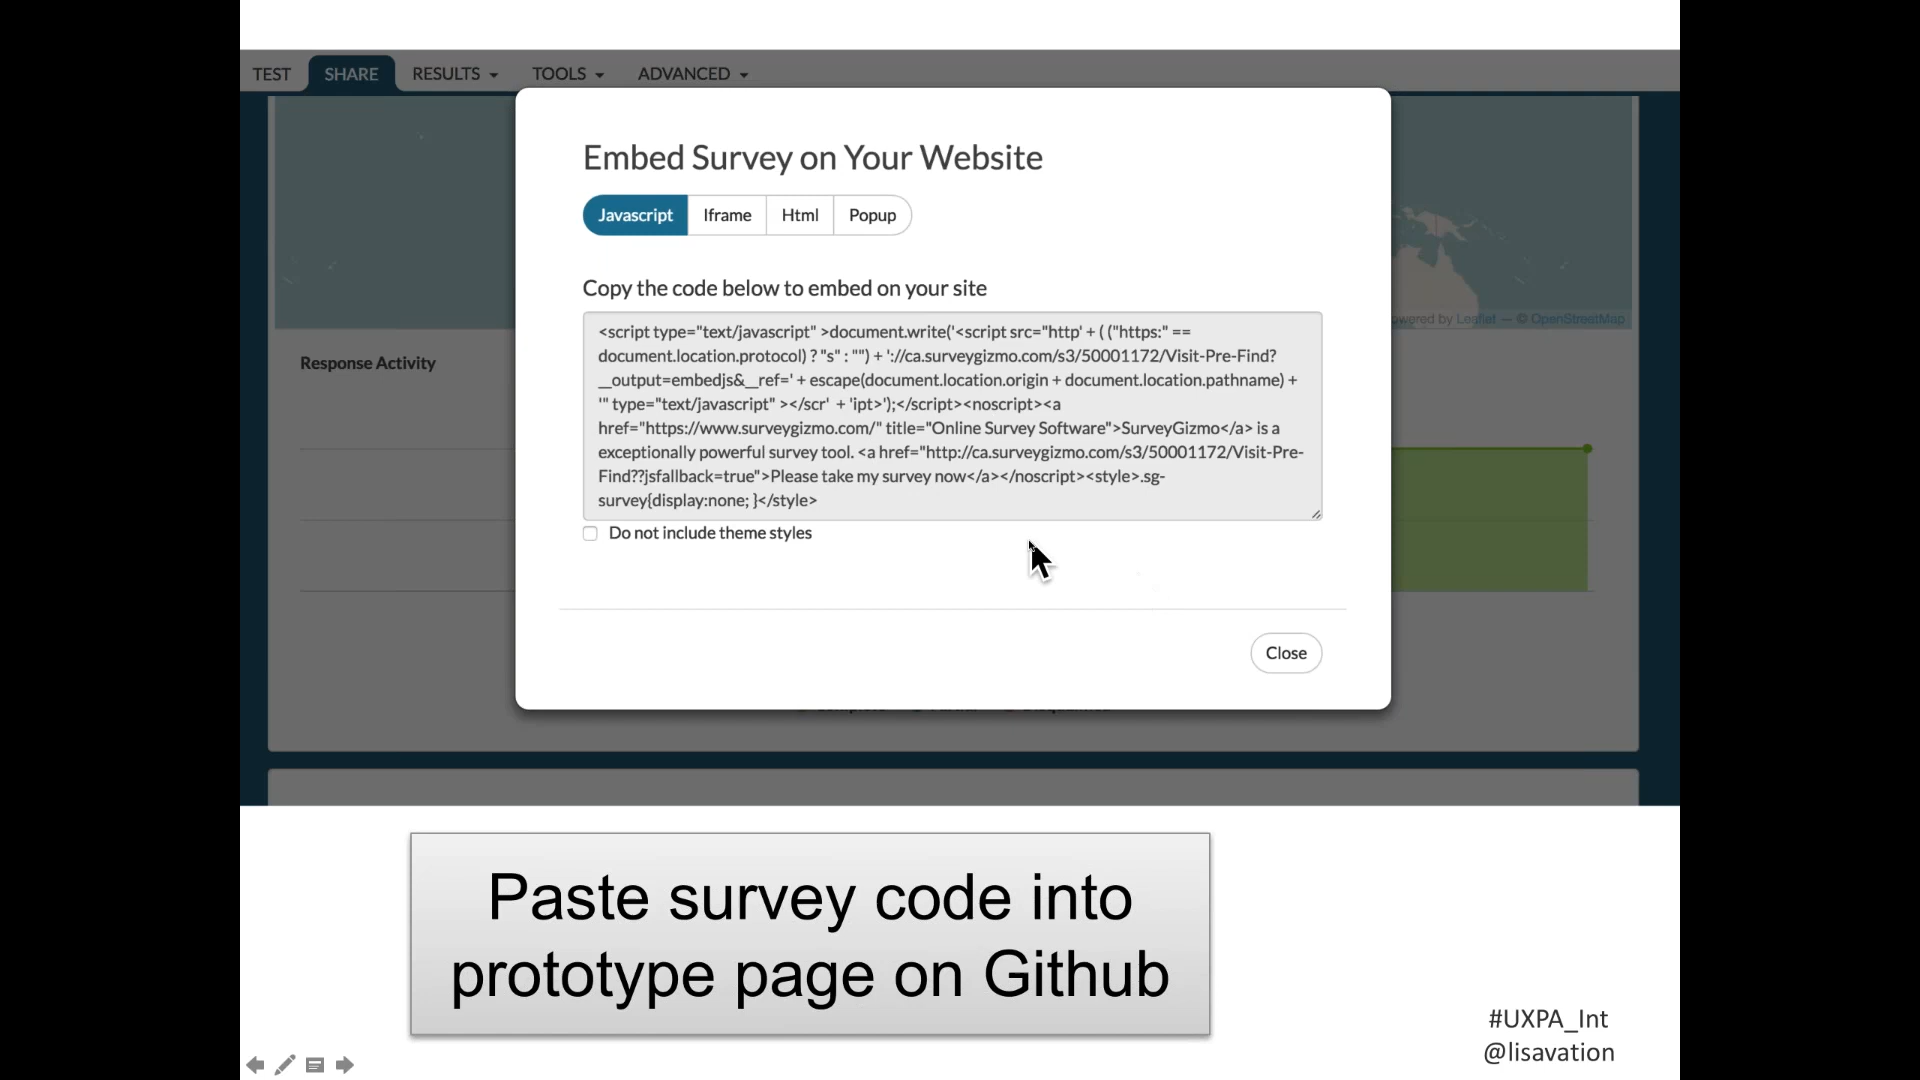 TEST SHARE RESULTS TOOLS ADVANCED
Embed Survey on Your Website
Javascript Iframe Html Popup
Copy the code below to embed on your site
<script type="text/javascript" >document.write('<script src="http' + ( ("https:" ==
document.location.protocol) ? "s" : "") + '://ca.surveygizmo.com/s3/50001172/Visit-Pre-Find?
__output=embedjs&__ref=' + escape(document.location.origin + document.location.pathname) +
'" type="text/javascript" ></scr'  + 'ipt>');</script><noscript><a
href="https://www.surveygizmo.com/" title="Online Survey Software">SurveyGizmo</a> is a
exceptionally powerful survey tool. <a href="http://ca.surveygizmo.com/s3/50001172/Visit-Pre-
Find??jsfallback=true">Please take my survey now</a></noscript><style>.sg-
survey{display:none; }</style>
Do not include theme styles
Close
Leaflet — © OpenStreetMap
Response Activity
Paste survey code into
prototype page on Github
#UXPA_Int
@lisavation